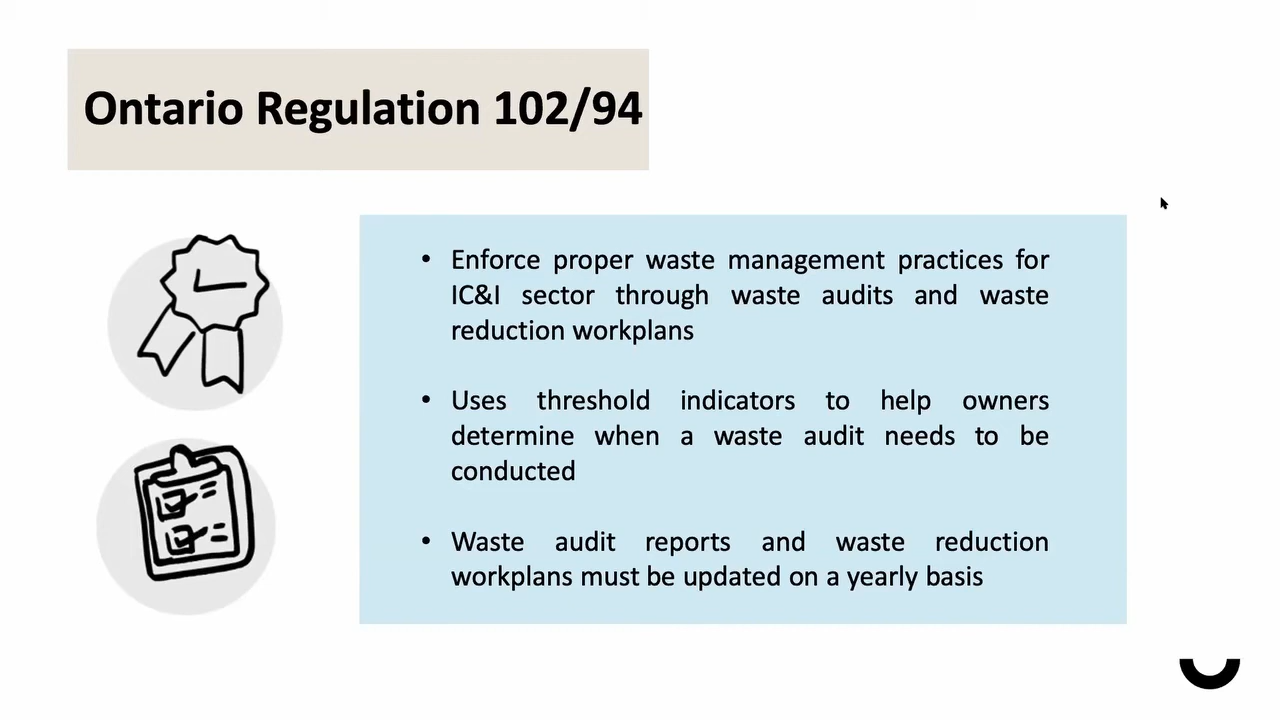 Ontario Regulation 102/94
• Enforce proper waste management practices for
IC&I sector through waste audits and waste
reduction workplans
• Uses threshold indicators to help owners
determine when a waste audit needs to be
conducted
• Waste audit reports and waste reduction
workplans must be updated on a yearly basis